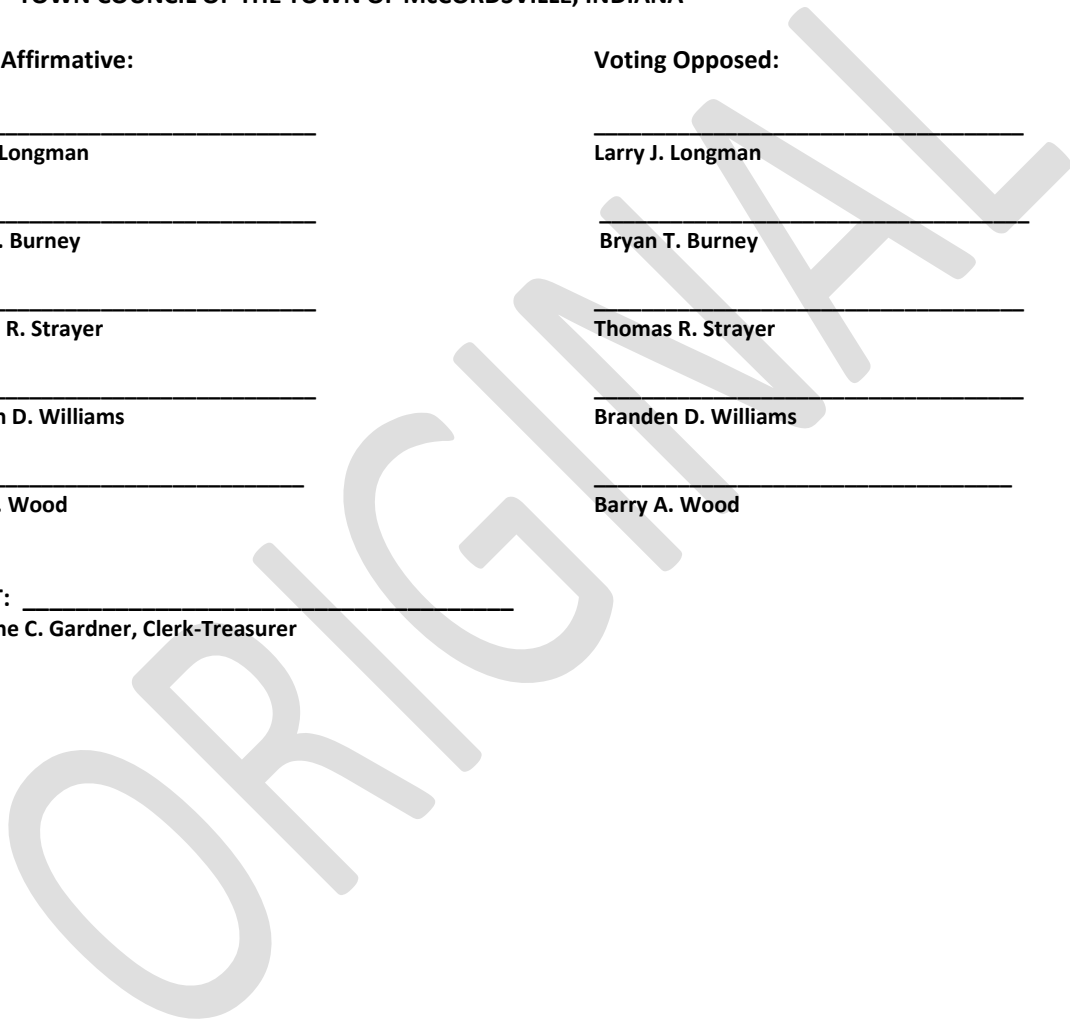 TOWN COUNCIL OF THE TOWN OF McCORDSVILLE, INDIANA
Affirmative: Voting Opposed:
Longman Larry J. Longman
. Burney Bryan T. Burney
R. Strayer Thomas R. Strayer
n D. Williams Branden D. Williams
. Wood Barry A. Wood
T: ____________________________________
ne C. Gardner, Clerk-Treasurer
ORIGINAL